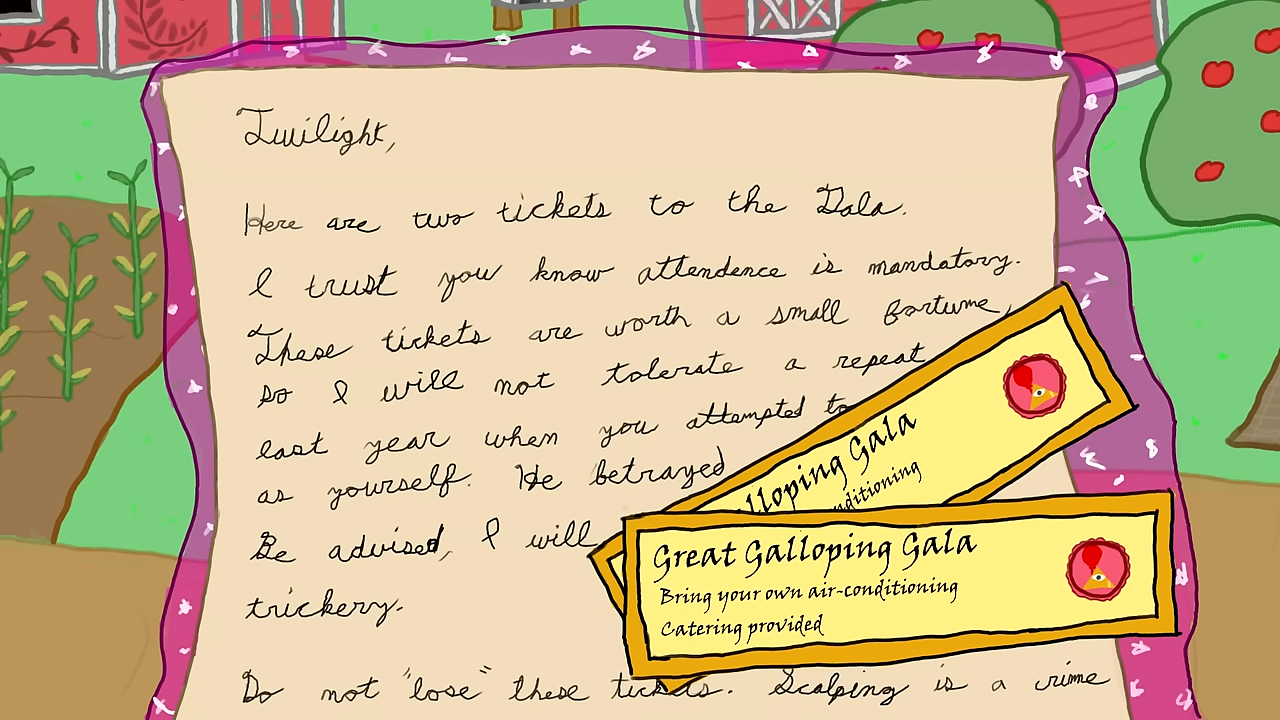 Twilight,
Here are two tickets to the Gala.
I trust you know attendence is mandatory.
These tickets are worth a small fortune,
so I will not tolerate a repeat
last year when you attempted to
as yourself. He betrayed
Be advised, I will
trickery.
Do not "lose" these tickets. Scalping is a crime
alloping Gala
nditioning
Great Galloping Gala
Bring your own air-conditioning
Catering provided